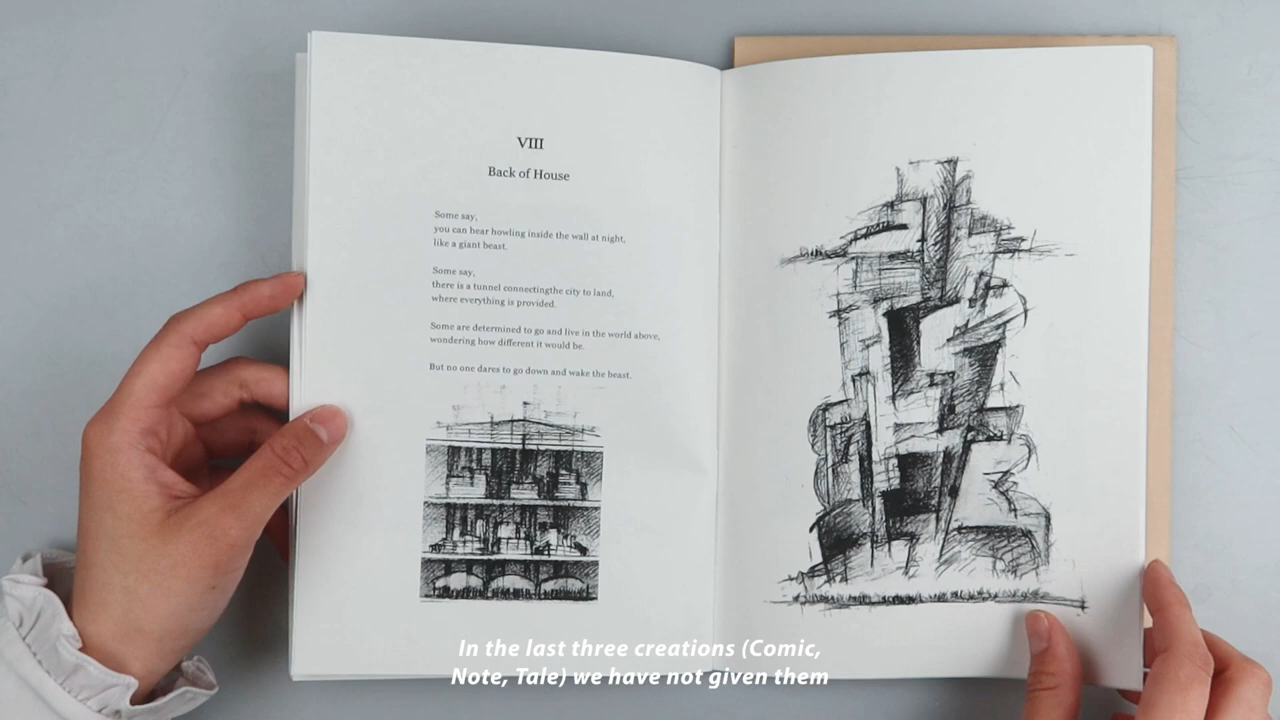 VIII
Back of House
Some say,
you can hear howling inside the wall at night,
like a giant beast.
Some say,
there is a tunnel connectingthe city to land,
where everything is provided.
Some are determined to go and live in the world above,
wondering how different it would be.
But no one dares to go down and wake the beast.
In the last three creations (Comic,
Note, Tale) we have not given them